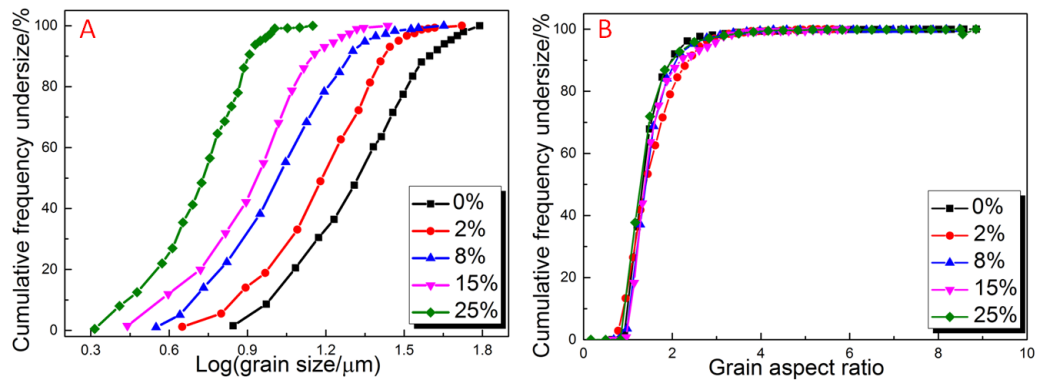 A
Cumulative frequency undersize/%
100
80
60
40
20
0
0%
2%
8%
15%
25%
0.3 0.6 0.9 1.2 1.5 1.8
Log(grain size/μm)
B
Cumulative frequency undersize/%
100
80
60
40
20
0
0%
2%
8%
15%
25%
0 2 4 6 8 10
Grain aspect ratio